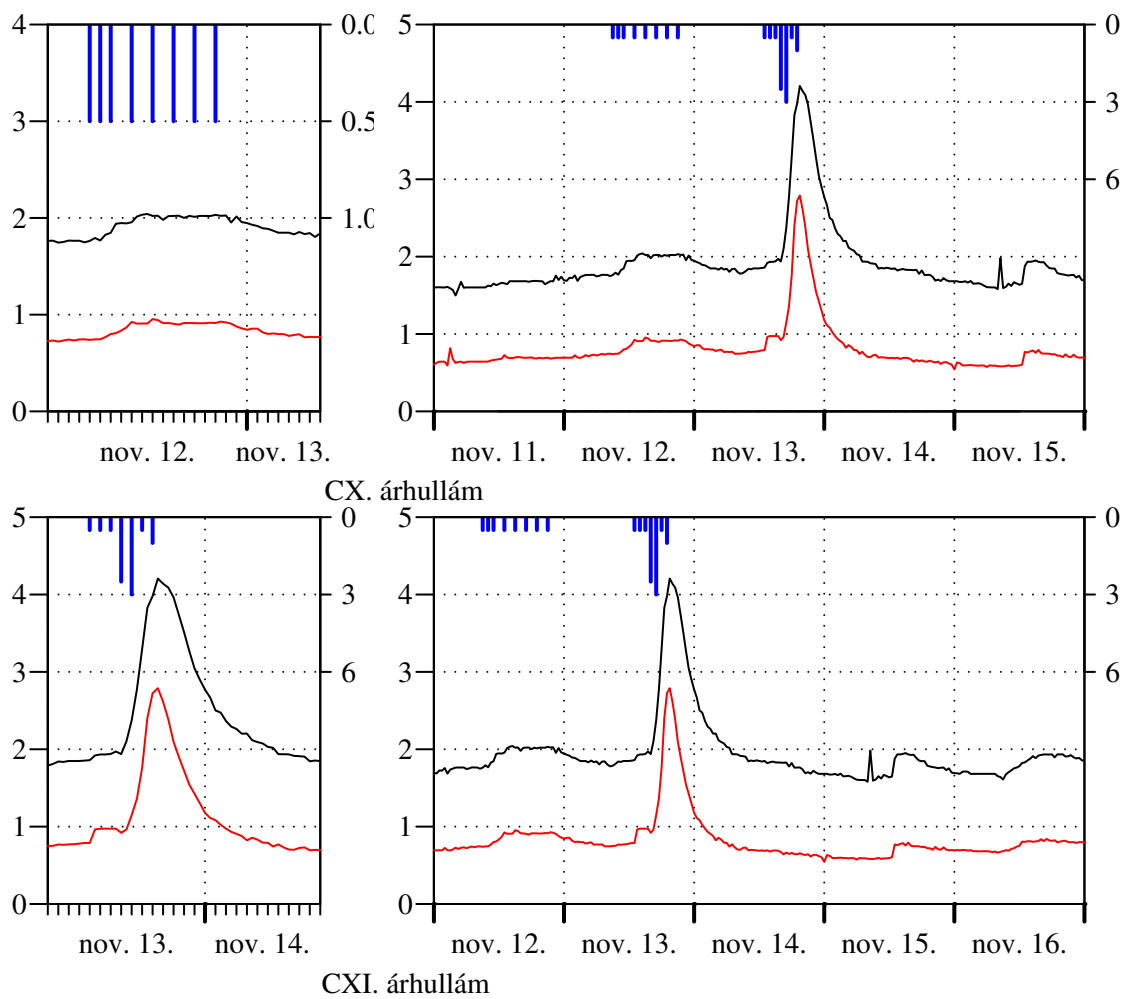 4 0.0 5 0
3 0.5 4 3
2 1.0 3 6
1 2
0 1
0
nov. 12. nov. 13. nov. 11. nov. 12. nov. 13. nov. 14. nov. 15.
CX. árhullám
5 0 5 0
4 3 4 3
3 6 3 6
2 2
1 1
0 0
nov. 13. nov. 14. nov. 12. nov. 13. nov. 14. nov. 15. nov. 16.
CXI. árhullám